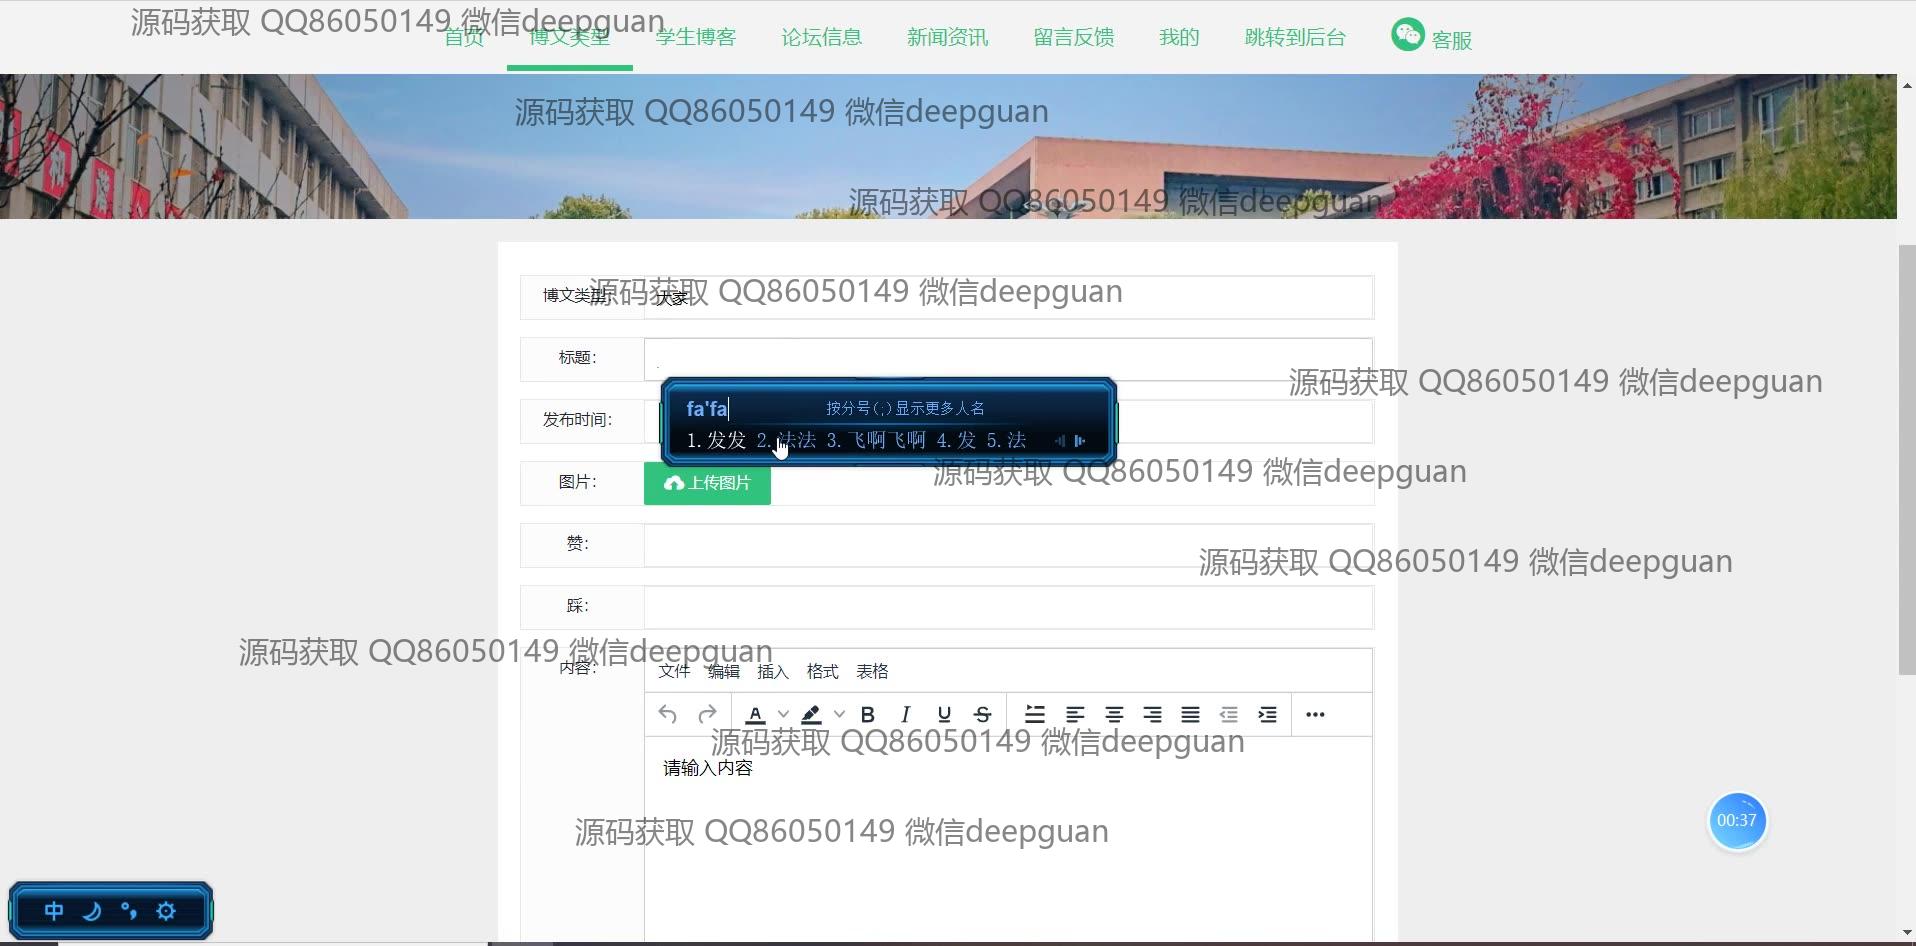 源码获取 QQ86050149 微信deepguan
首页 博文类型 学生博客 论坛信息 新闻资讯 留言反馈 我的 跳转到后台 客服
源码获取 QQ86050149 微信deepguan
源码获取 QQ86050149 微信deepguan
博文类型: 大家
源码获取 QQ86050149 微信deepguan
标题:
源码获取 QQ86050149 微信deepguan
fa'fa 按分号(;)显示更多人名
发布时间:
1.发发 2.法法 3.飞啊飞啊 4.发 5.法
源码获取 QQ86050149 微信deepguan
图片: 上传图片
赞:
源码获取 QQ86050149 微信deepguan
踩:
源码获取 QQ86050149 微信deepguan
内容: 文件 编辑 插入 格式 表格
A B I U S
源码获取 QQ86050149 微信deepguan
请输入内容
00:37
源码获取 QQ86050149 微信deepguan
中